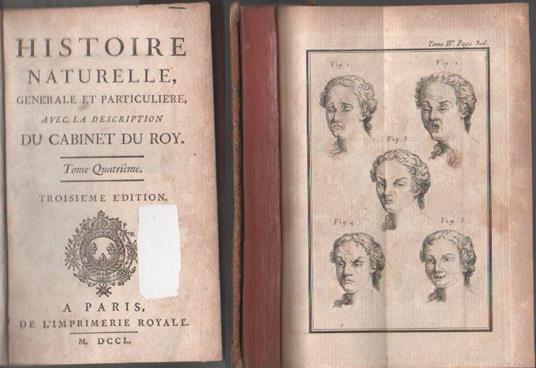 HISTOIRE
NATURELLE,
GENERALE ET PARTICULIERE,
AVEC LA DESCRIPTION
DU CABINET DU ROY.
Tome Quatrième.
TROISIEME EDITION.
A PARIS,
DE L'IMPRIMERIE ROYALE.
M. DCCL.
Tome IV. Page 306.
Fig. 1
Fig. 2
Fig. 3
Fig. 4
Fig. 5